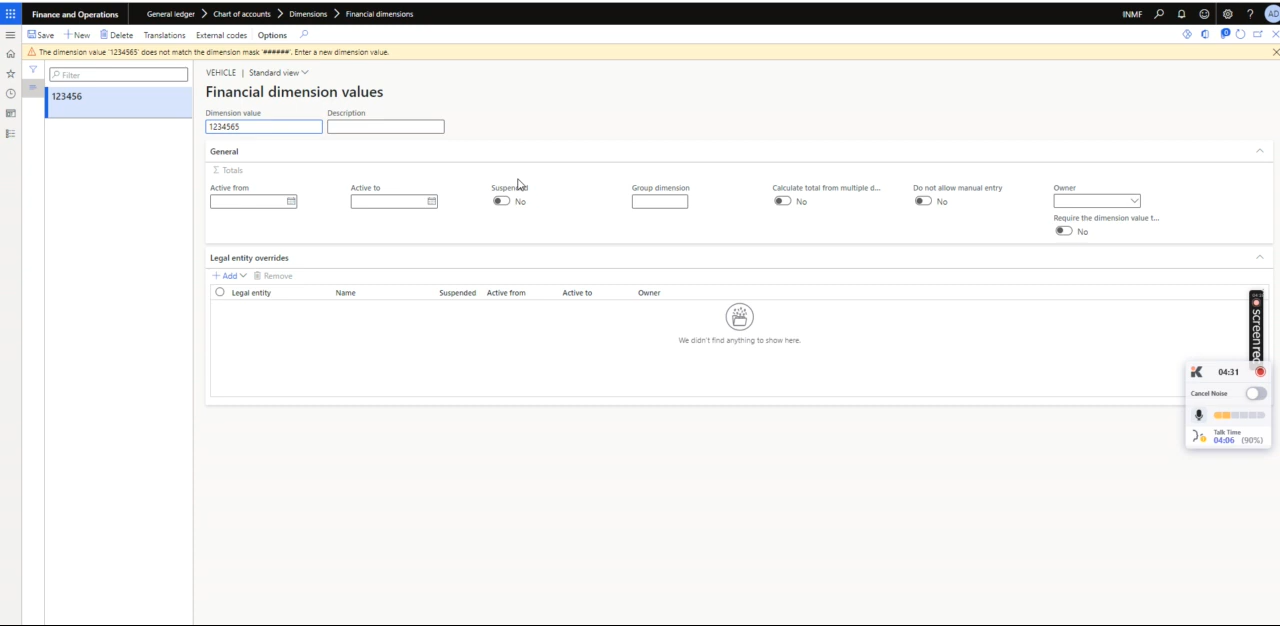 Finance and Operations
General ledger > Chart of accounts > Dimensions > Financial dimensions
INMF
?
AD
Save
+ New
Delete
Translations
External codes
Options
The dimension value '1234565' does not match the dimension mask '######'. Enter a new dimension value.
Filter
123456
VEHICLE | Standard view
Financial dimension values
Dimension value
Description
1234565
General
Σ Totals
Active from
Active to
Suspended
Group dimension
Calculate total from multiple d...
Do not allow manual entry
Owner
No
No
No
Require the dimension value t...
No
Legal entity overrides
+ Add
Remove
Legal entity
Name
Suspended
Active from
Active to
Owner
We didn't find anything to show here.
screenrec
04:31
Cancel Noise
Talk Time
04:06 (90%)